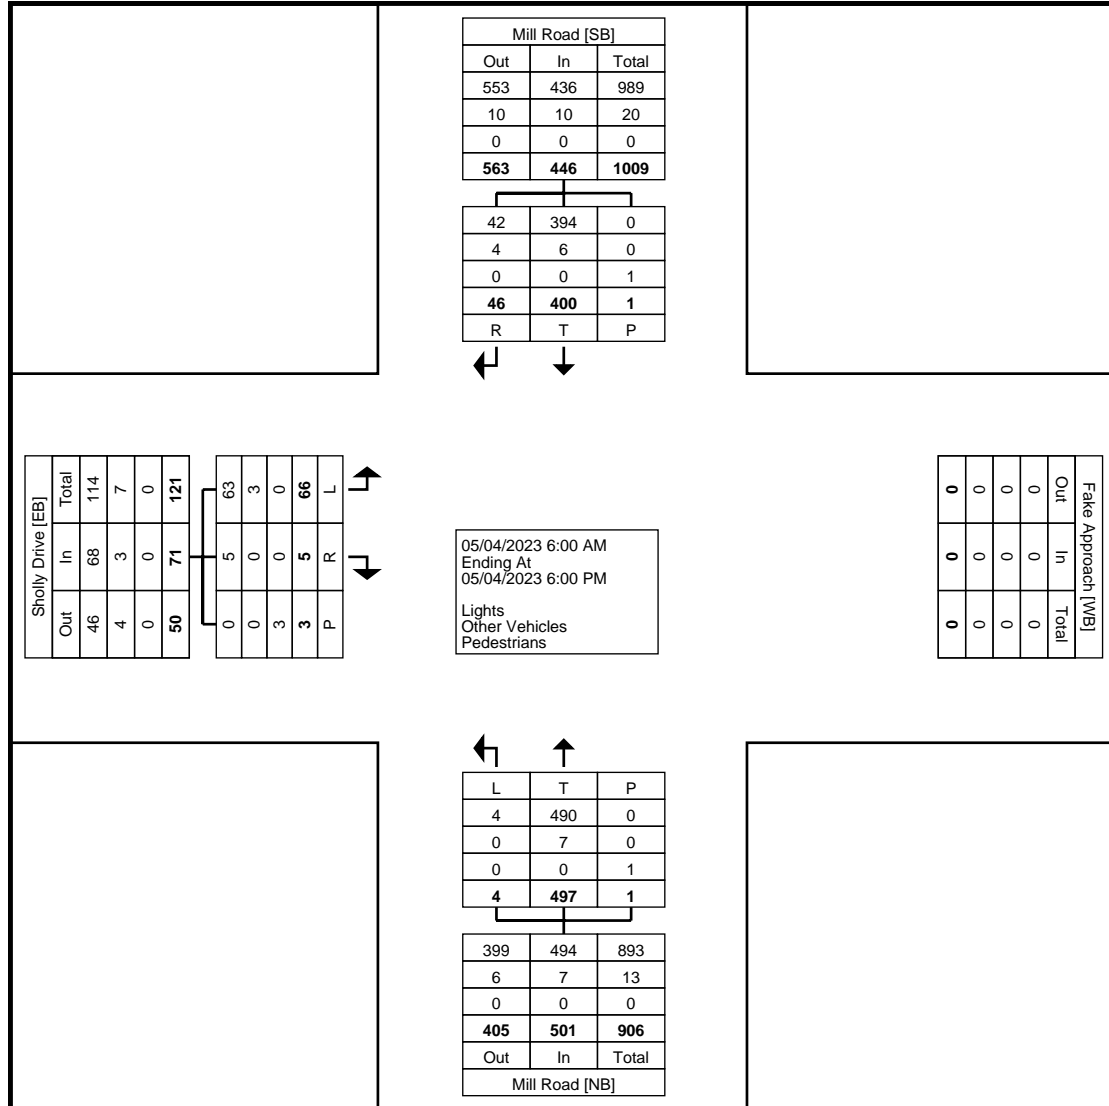 Mill Road [SB]
Out In Total
553 436 989
10 10 20
0 0 0
563 446 1009
42 394 0
4 6 0
0 0 1
46 400 1
R T P
Sholly Drive [EB]
Total In Out
114 68 46
7 3 4
0 0 0
121 71 50
63 5 0
3 0 0
0 0 3
66 5 3
L R P
05/04/2023 6:00 AM
Ending At
05/04/2023 6:00 PM
Lights
Other Vehicles
Pedestrians
Fake Approach [WB]
Out In Total
0 0 0
0 0 0
0 0 0
0 0 0
L T P
4 490 0
0 7 0
0 0 1
4 497 1
399 494 893
6 7 13
0 0 0
405 501 906
Out In Total
Mill Road [NB]